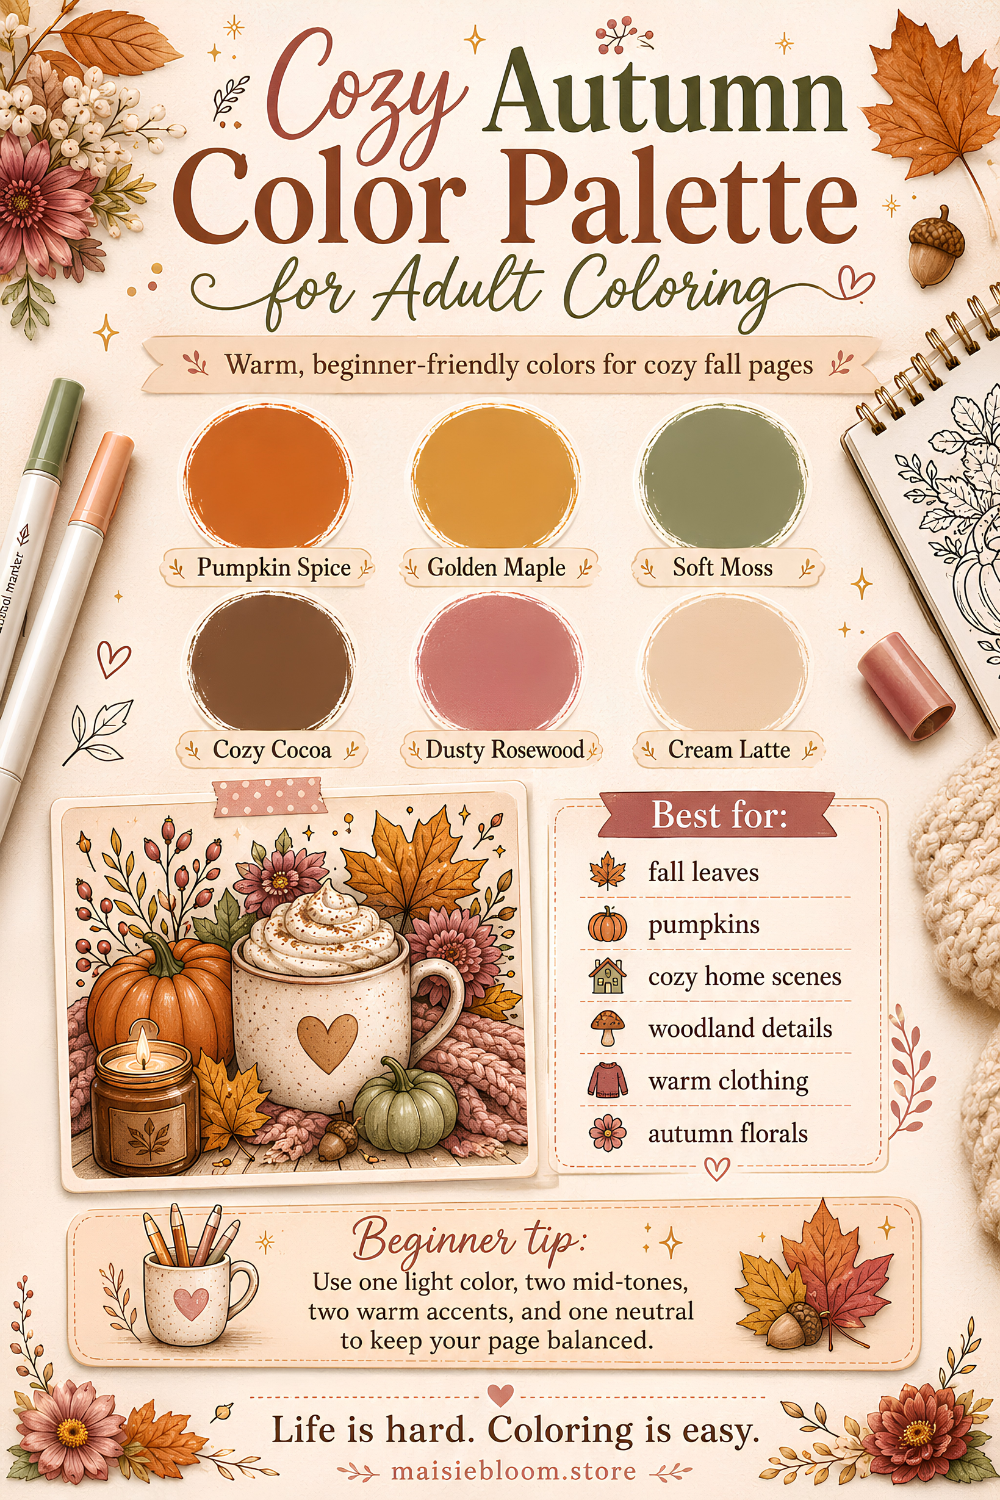 Cozy Autumn
Color Palette
for Adult Coloring
Warm, beginner-friendly colors for cozy fall pages
Pumpkin Spice
Golden Maple
Soft Moss
Cozy Cocoa
Dusty Rosewood
Cream Latte
Best for:
fall leaves
pumpkins
cozy home scenes
woodland details
warm clothing
autumn florals
Beginner tip:
Use one light color, two mid-tones,
two warm accents, and one neutral
to keep your page balanced.
Life is hard. Coloring is easy.
maisiebloom.store